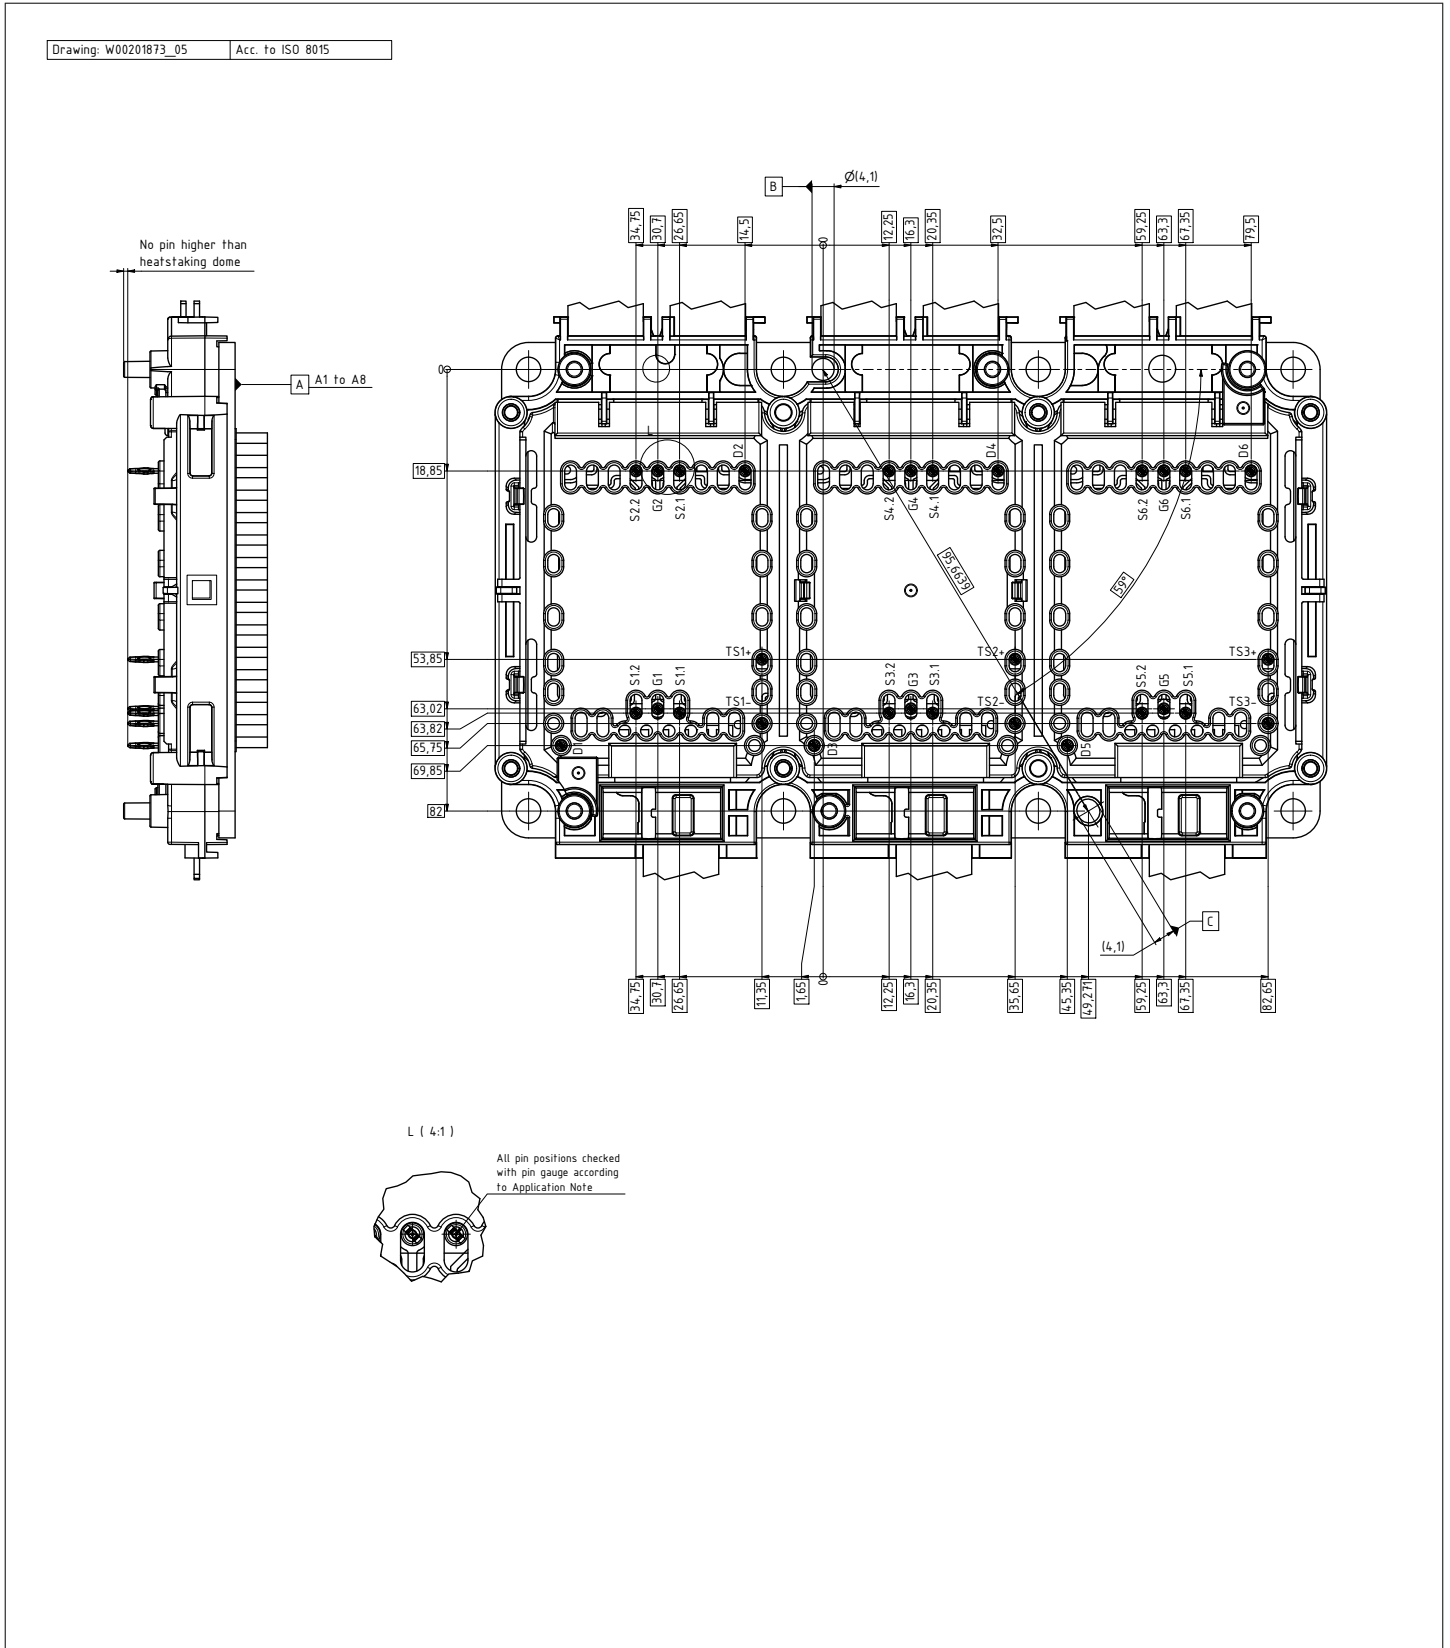 Drawing: W00201873_05
Acc. to ISO 8015
B
Ø(4,1)
34,75
30,7
26,65
14,5
0
12,25
16,3
20,35
32,5
59,25
63,3
67,35
79,5
No pin higher than
heatstaking dome
A
A1 to A8
0
L
D2
D4
D6
18,85
S2.2
G2
S2.1
S4.2
G4
S4.1
S6.2
G6
S6.1
95,6639
59°
53,85
TS1+
TS2+
TS3+
S1.2
G1
S1.1
S3.2
G3
S3.1
S5.2
G5
S5.1
TS1-
TS2-
TS3-
63,02
63,82
65,75
69,85
D1
D3
D5
82
C
(4,1)
34,75
30,7
26,65
11,35
1,65
0
12,25
16,3
20,35
35,65
45,35
49,271
59,25
63,3
67,35
82,65
L ( 4:1 )
All pin positions checked
with pin gauge according
to Application Note